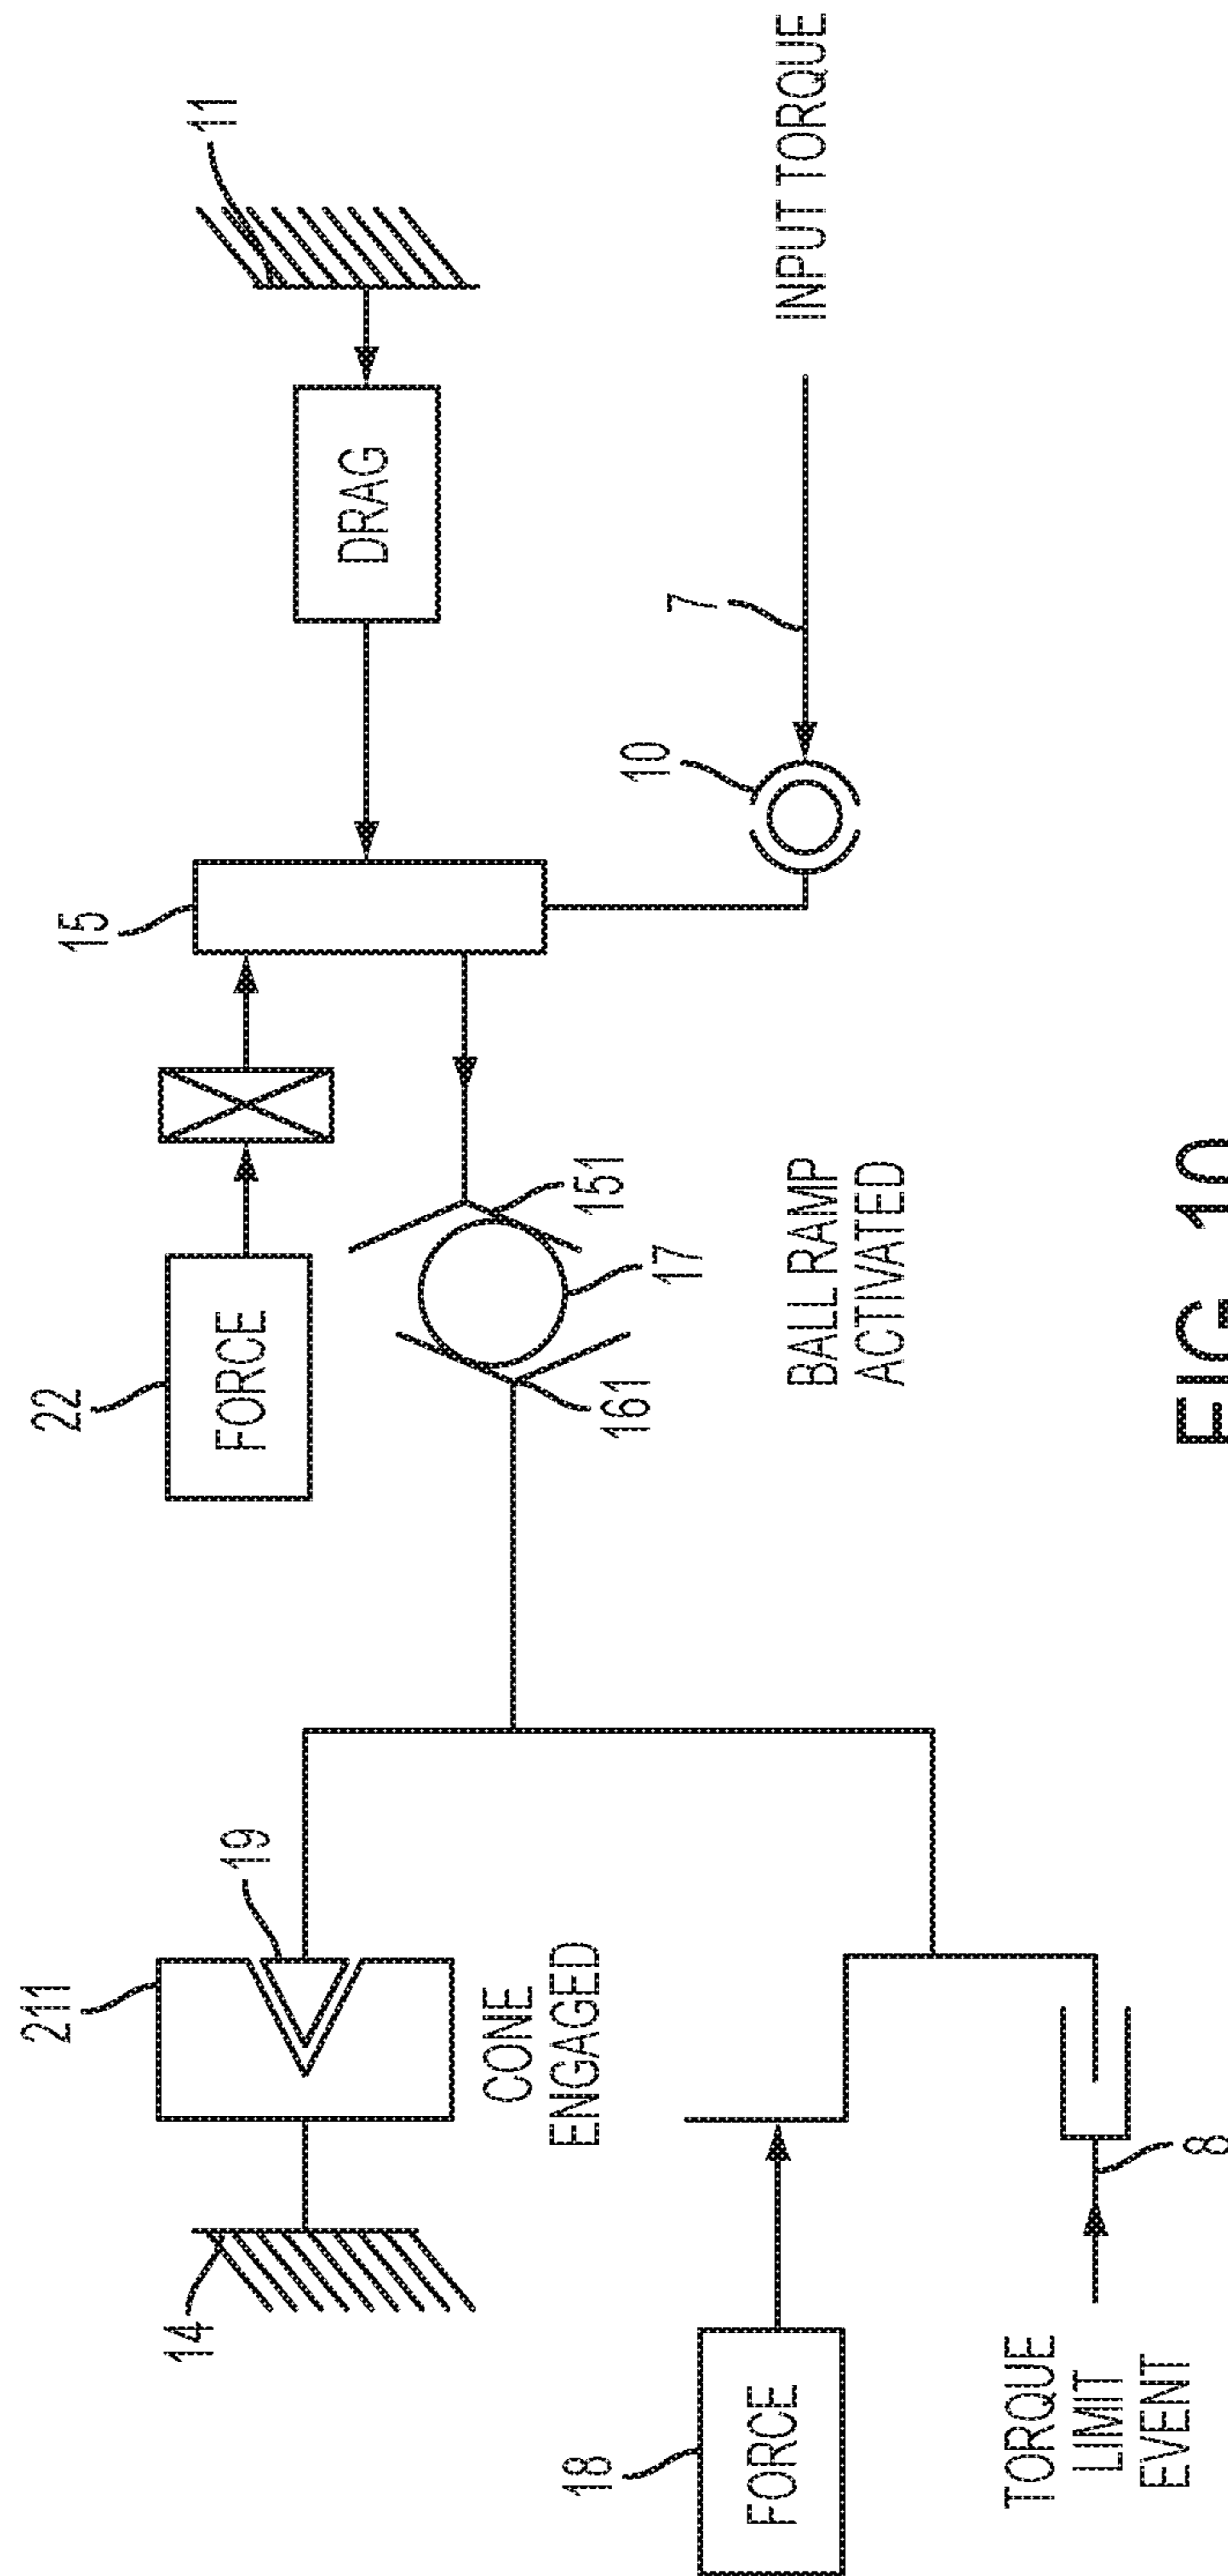 211
19
14
CONE
ENGAGED
22
FORCE
15
DRAG
11
161
17
151
10
7
INPUT TORQUE
BALL RAMP
ACTIVATED
18
FORCE
TORQUE
LIMIT
EVENT
8
FIG. 10